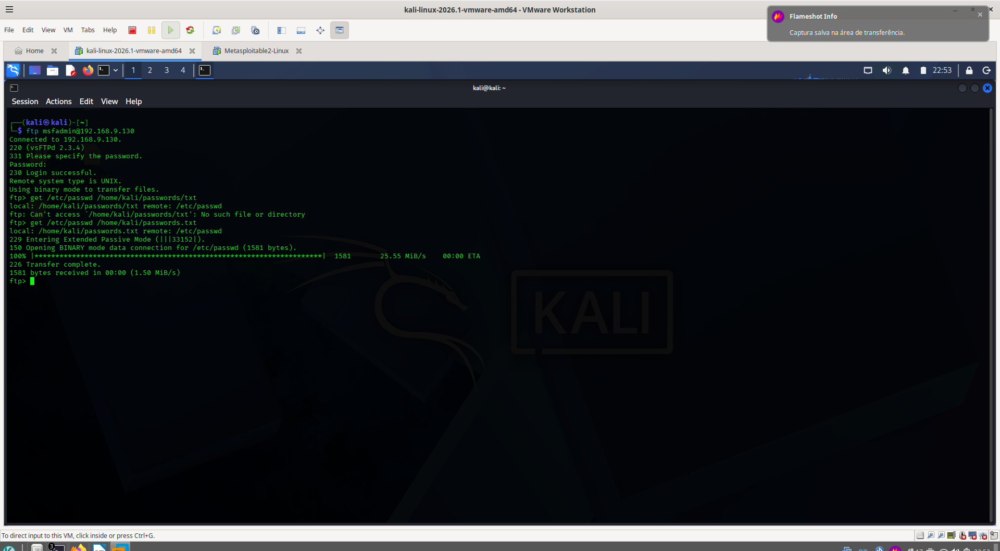 kali-linux-2026.1-vmware-amd64 - VMware Workstation
Flameshot Info
Captura salva na área de transferência.
File Edit View VM Tabs Help
Home kali-linux-2026.1-vmware-amd64 Metasploitable2-Linux
1 2 3 4 22:53
kali@kali: ~
Session Actions Edit View Help
┌──(kali㉿kali)-[~]
└─$ ftp msfadmin@192.168.9.130
Connected to 192.168.9.130.
220 (vsFTPd 2.3.4)
331 Please specify the password.
Password:
230 Login successful.
Remote system type is UNIX.
Using binary mode to transfer files.
ftp> get /etc/passwd /home/kali/passwords/txt
local: /home/kali/passwords/txt remote: /etc/passwd
ftp: Can't access `/home/kali/passwords/txt': No such file or directory
ftp> get /etc/passwd /home/kali/passwords.txt
local: /home/kali/passwords.txt remote: /etc/passwd
229 Entering Extended Passive Mode (|||33152|).
150 Opening BINARY mode data connection for /etc/passwd (1581 bytes).
100% |*********************************************************************| 1581 25.55 MiB/s 00:00 ETA
226 Transfer complete.
1581 bytes received in 00:00 (1.50 MiB/s)
ftp>
KALI
To direct input to this VM, click inside or press Ctrl+G.
3